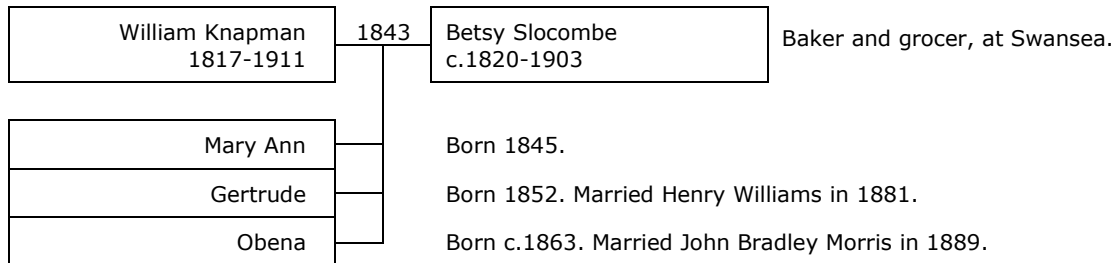 William Knapman 1843 Betsy Slocombe Baker and grocer, at Swansea.
1817-1911 c.1820-1903
Mary Ann Born 1845.
Gertrude Born 1852. Married Henry Williams in 1881.
Obena Born c.1863. Married John Bradley Morris in 1889.